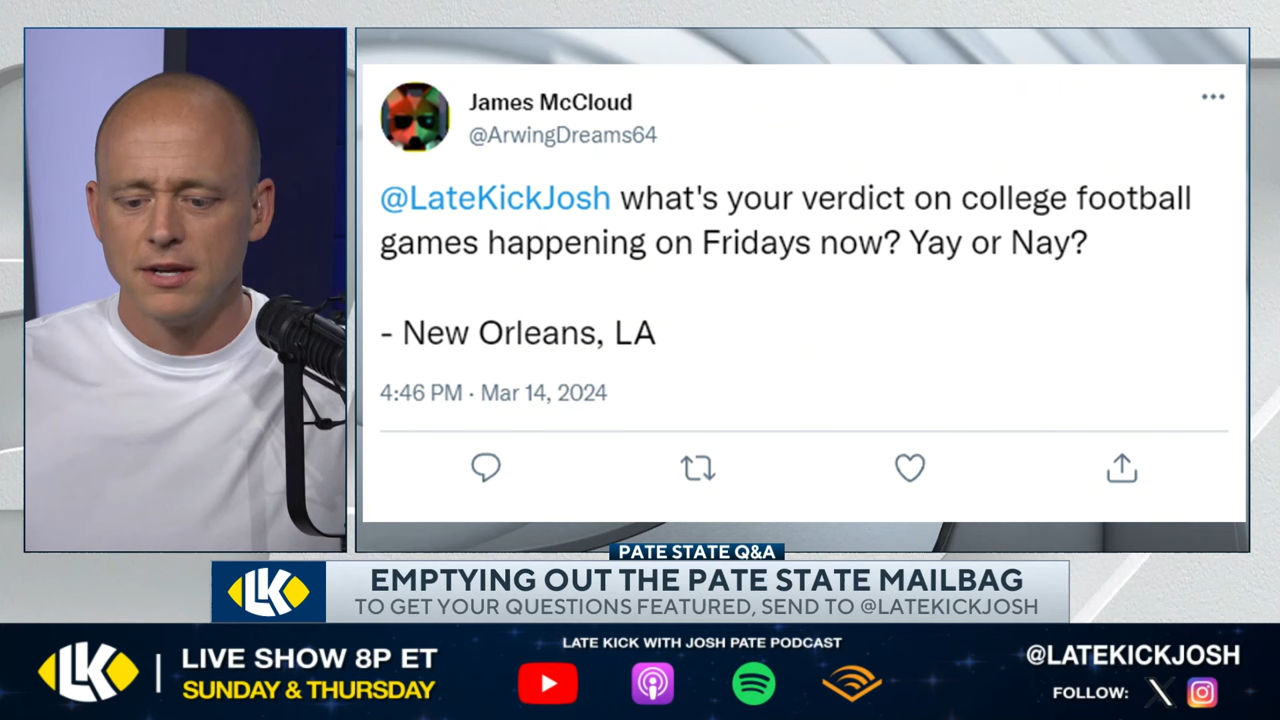 James McCloud
@ArwingDreams64
@LateKickJosh what's your verdict on college football
games happening on Fridays now? Yay or Nay?
- New Orleans, LA
4:46 PM · Mar 14, 2024
PATE STATE Q&A
LK
EMPTYING OUT THE PATE STATE MAILBAG
TO GET YOUR QUESTIONS FEATURED, SEND TO @LATEKICKJOSH
LK
LIVE SHOW 8P ET
SUNDAY & THURSDAY
LATE KICK WITH JOSH PATE PODCAST
@LATEKICKJOSH
FOLLOW: